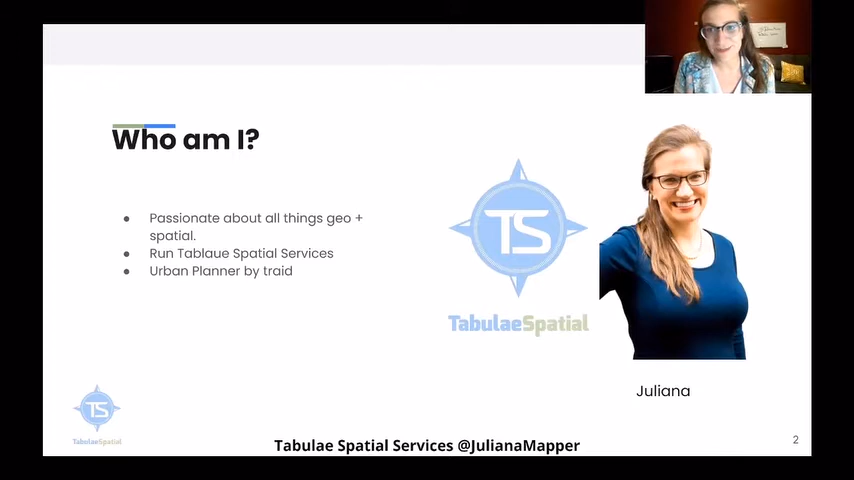 Who am I?
● Passionate about all things geo +
spatial.
● Run Tablaue Spatial Services
● Urban Planner by traid
TS
TabulaeSpatial
Juliana
TS
TabulaeSpatial
Tabulae Spatial Services @JulianaMapper
2